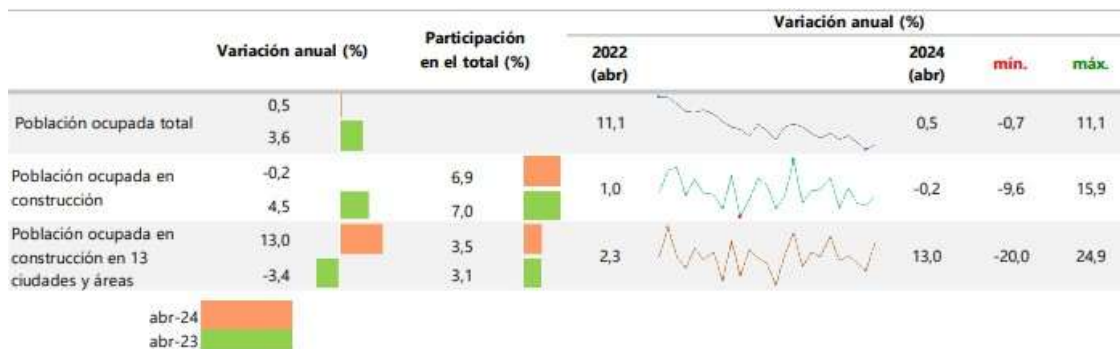 Variación anual (%)
Variación anual (%)
Participación
en el total (%)
2022
(abr)
2024
(abr)
mín.
máx.
Población ocupada total
0,5
3,6
11,1
0,5
-0,7
11,1
Población ocupada en
construcción
-0,2
4,5
6,9
7,0
1,0
-0,2
-9,6
15,9
Población ocupada en
construcción en 13
ciudades y áreas
13,0
-3,4
3,5
3,1
2,3
13,0
-20,0
24,9
abr-24
abr-23